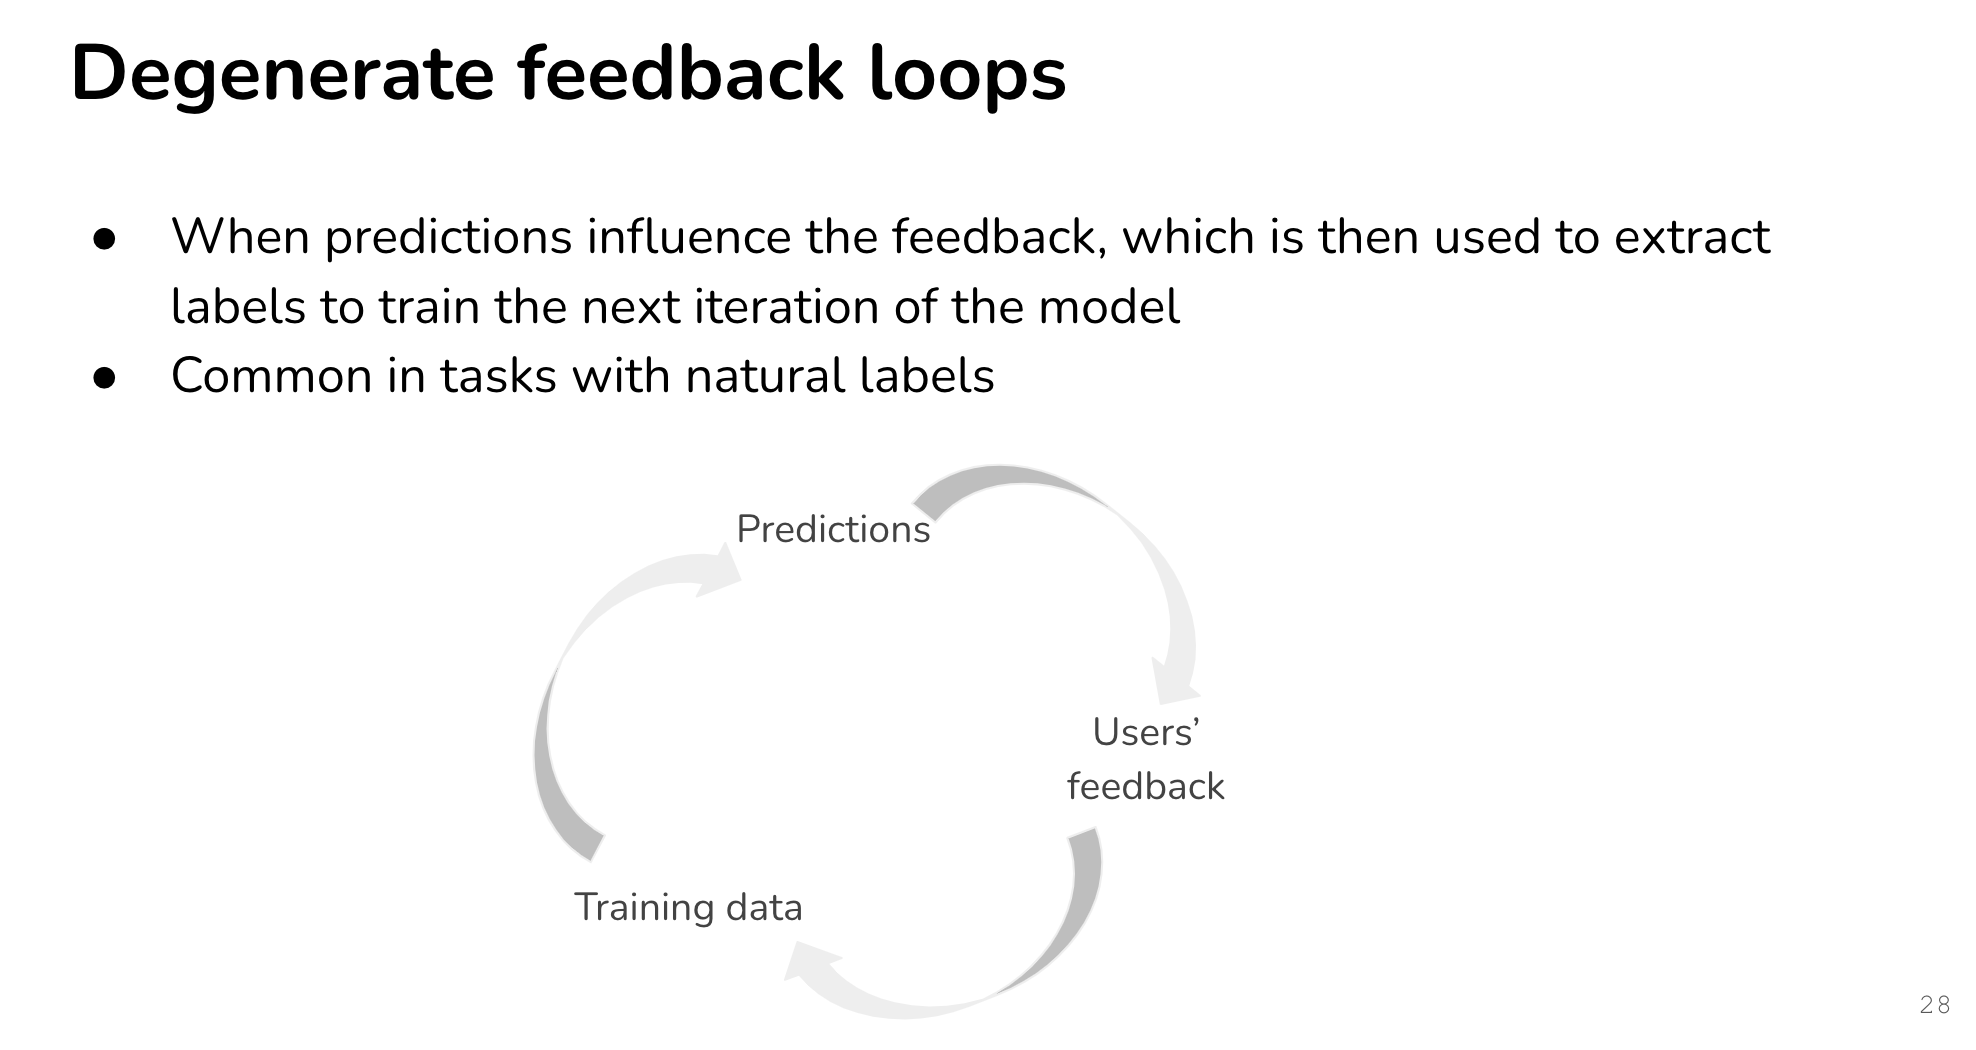 Degenerate feedback loops
● When predictions influence the feedback, which is then used to extract
labels to train the next iteration of the model
● Common in tasks with natural labels
Predictions
Users’
feedback
Training data
28